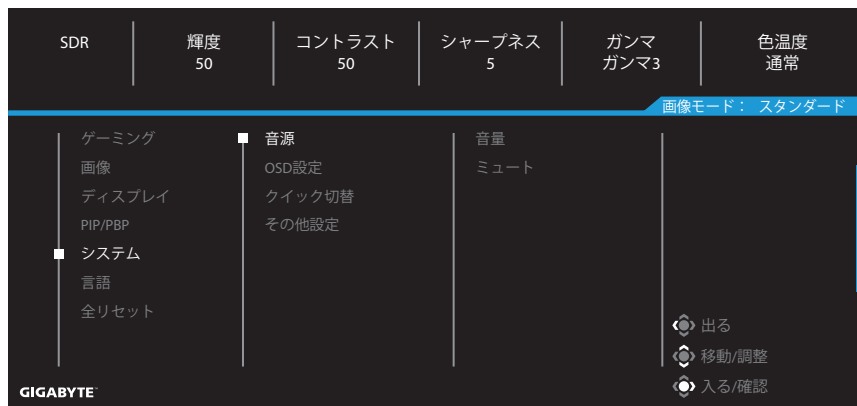 SDR
輝度
50
コントラスト
50
シャープネス
5
ガンマ
ガンマ3
色温度
通常
画像モード： スタンダード
ゲーミング
画像
ディスプレイ
PIP/PBP
システム
言語
全リセット
音源
OSD設定
クイック切替
その他設定
音量
ミュート
出る
移動/調整
入る/確認
GIGABYTE™